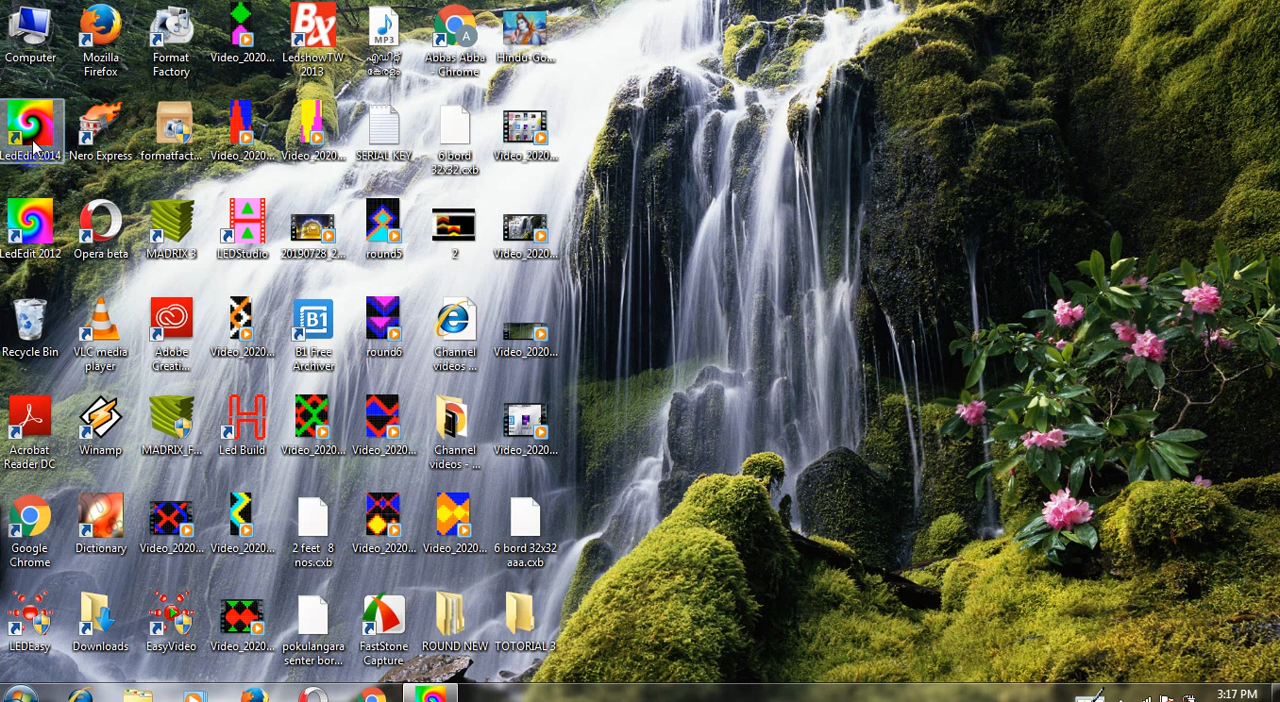 Computer
Mozilla
Firefox
Format
Factory
Video_2020...
BX
LedshowTW
2013
MP3
എഡിറ്റ്
കേരളം
A
Abbas Abba
- Chrome
Hindu-Go...
LedEdit 2014
Nero Express
formatfact...
Video_2020...
Video_2020...
SERIAL KEY
6 bord
32x32.cxb
Video_2020...
LedEdit 2012
Opera beta
MADRIX 3
LEDStudio
20190728_2...
round5
2
Video_2020...
Recycle Bin
VLC media
player
Adobe
Creati...
Video_2020...
B1
B1 Free
Archiver
round6
Channel
videos ...
Video_2020...
Acrobat
Reader DC
Winamp
MADRIX_F...
Led Build
Video_2020...
Video_2020...
Channel
videos - ...
Video_2020...
Google
Chrome
Dictionary
Video_2020...
Video_2020...
2 feet 8
nos.cxb
Video_2020...
Video_2020...
6 bord 32x32
aaa.cxb
LEDEasy
Downloads
EasyVideo
Video_2020...
pokulangara
senter bor...
FastStone
Capture
ROUND NEW
TOTORIAL 3
3:17 PM